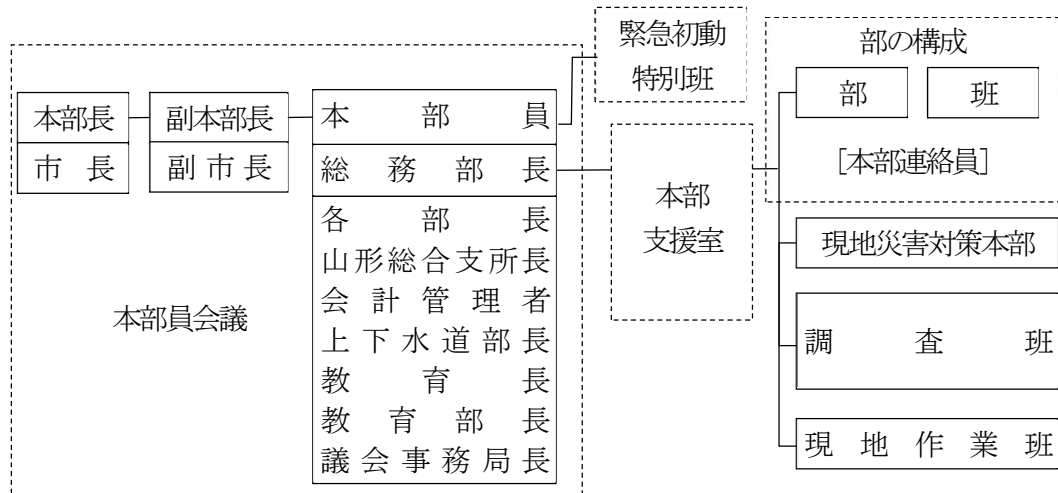 緊急初動
特別班
部の構成
部 班
[本部連絡員]
本部長 副本部長 本部員
市長 副市長 総務部長
各部長
山形総合支所長
会計管理者
上下水道部長
教育長
教育部長
議会事務局長
本部員会議
本部
支援室
現地災害対策本部
調査班
現地作業班